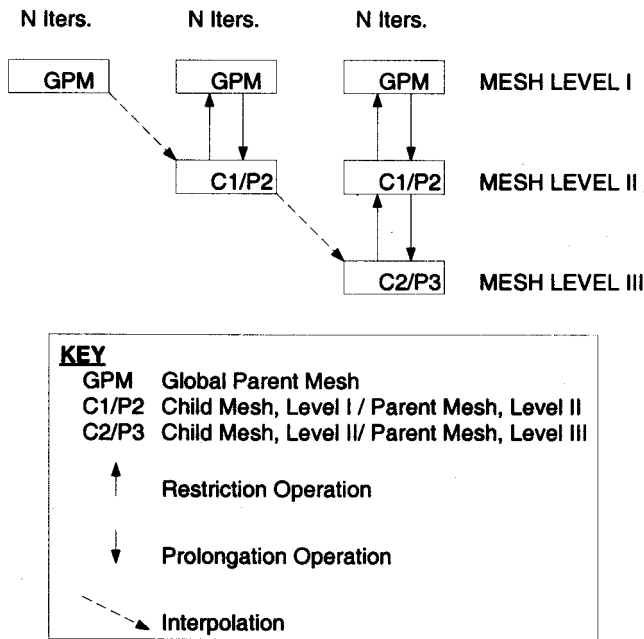 N Iters. N Iters. N Iters.
GPM GPM GPM MESH LEVEL I
C1/P2 C1/P2 MESH LEVEL II
C2/P3 MESH LEVEL III
KEY
GPM Global Parent Mesh
C1/P2 Child Mesh, Level I / Parent Mesh, Level II
C2/P3 Child Mesh, Level II/ Parent Mesh, Level III
Restriction Operation
Prolongation Operation
Interpolation